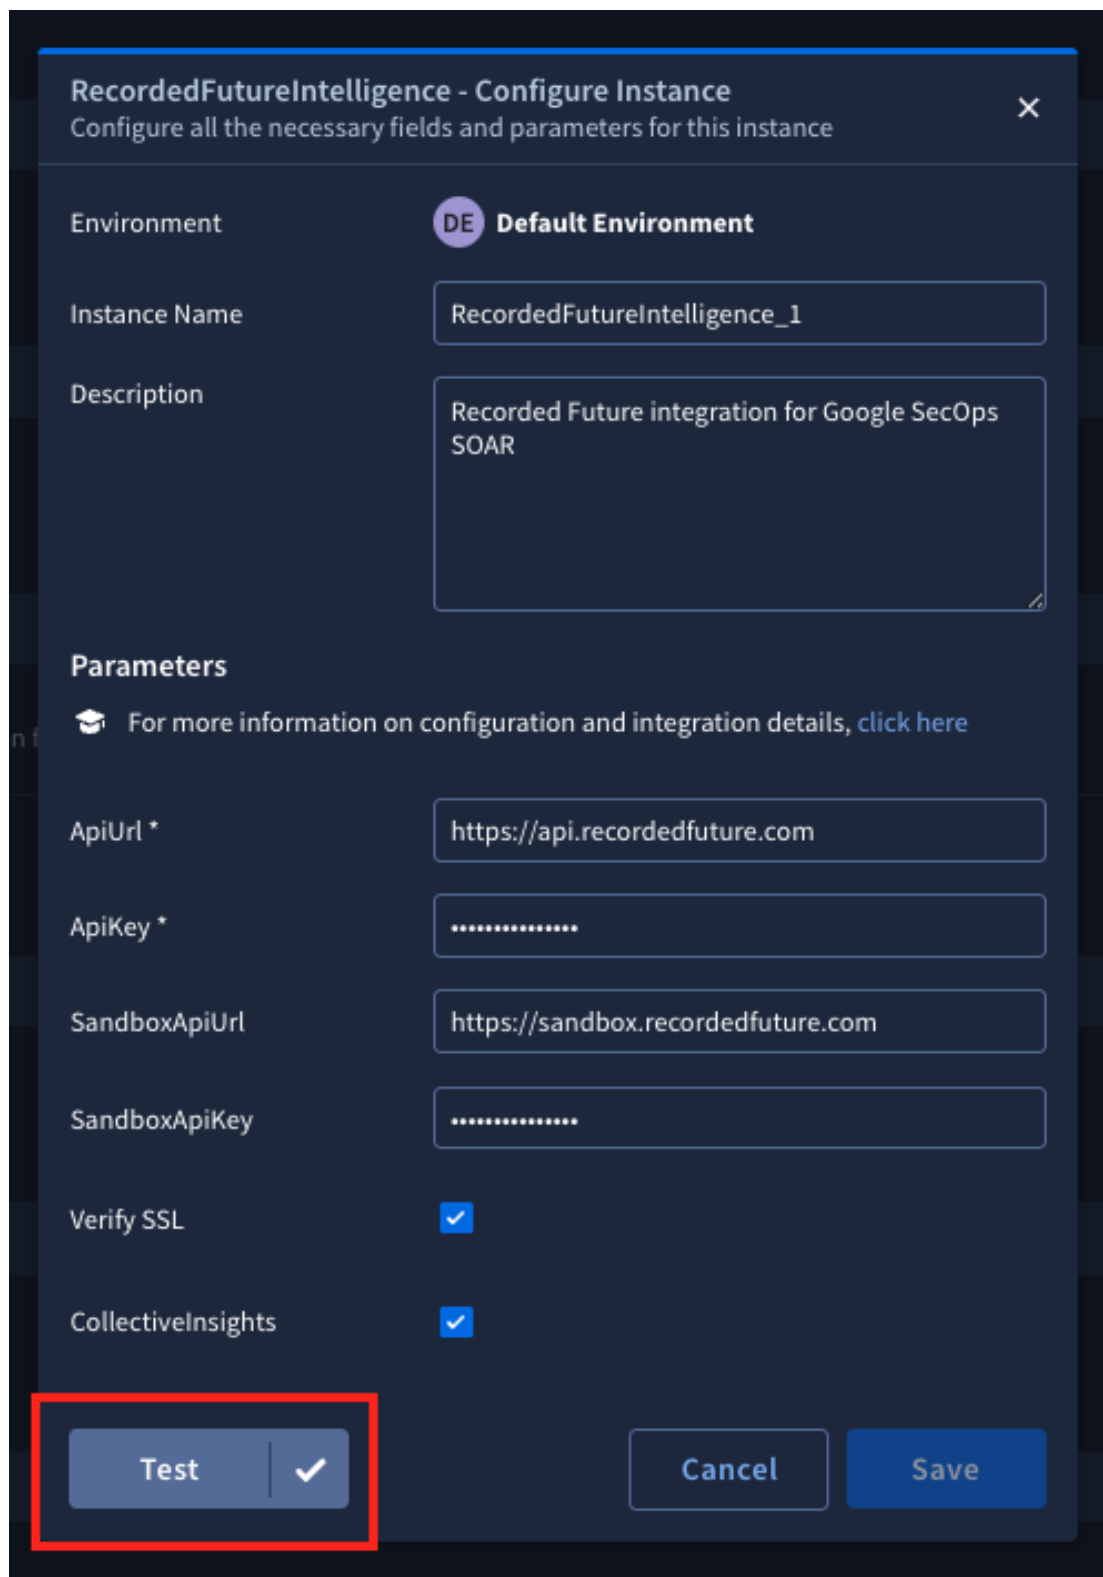 RecordedFutureIntelligence - Configure Instance
Configure all the necessary fields and parameters for this instance
Environment
DE Default Environment
Instance Name
RecordedFutureIntelligence_1
Description
Recorded Future integration for Google SecOps
SOAR
Parameters
For more information on configuration and integration details, click here
ApiUrl *
https://api.recordedfuture.com
ApiKey *
•••••••••••••••
SandboxApiUrl
https://sandbox.recordedfuture.com
SandboxApiKey
•••••••••••••••
Verify SSL
CollectiveInsights
Test
Cancel
Save